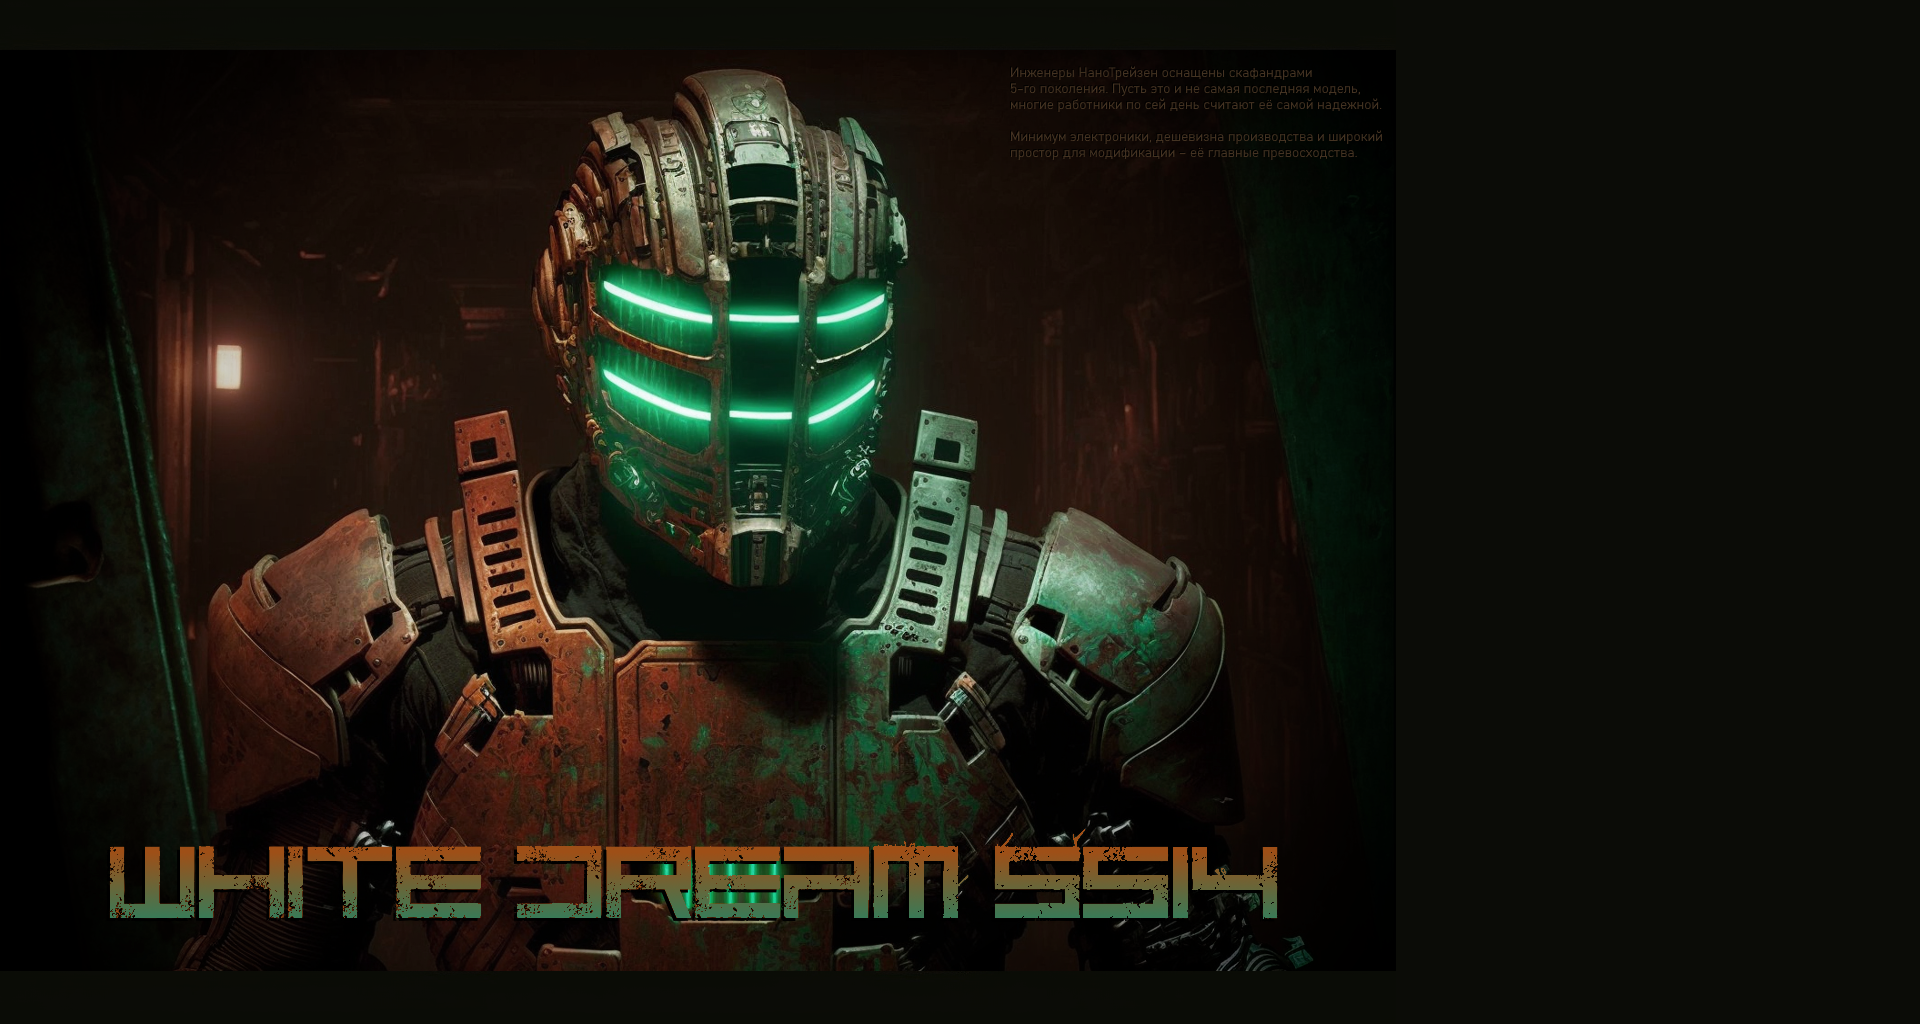 Инженеры НаноТрейзен оснащены скафандрами
5-го поколения. Пусть это и не самая последняя модель,
многие работники по сей день считают её самой надежной.
Минимум электроники, дешевизна производства и широкий
простор для модификации – её главные превосходства.
WHITE DREAM SS14